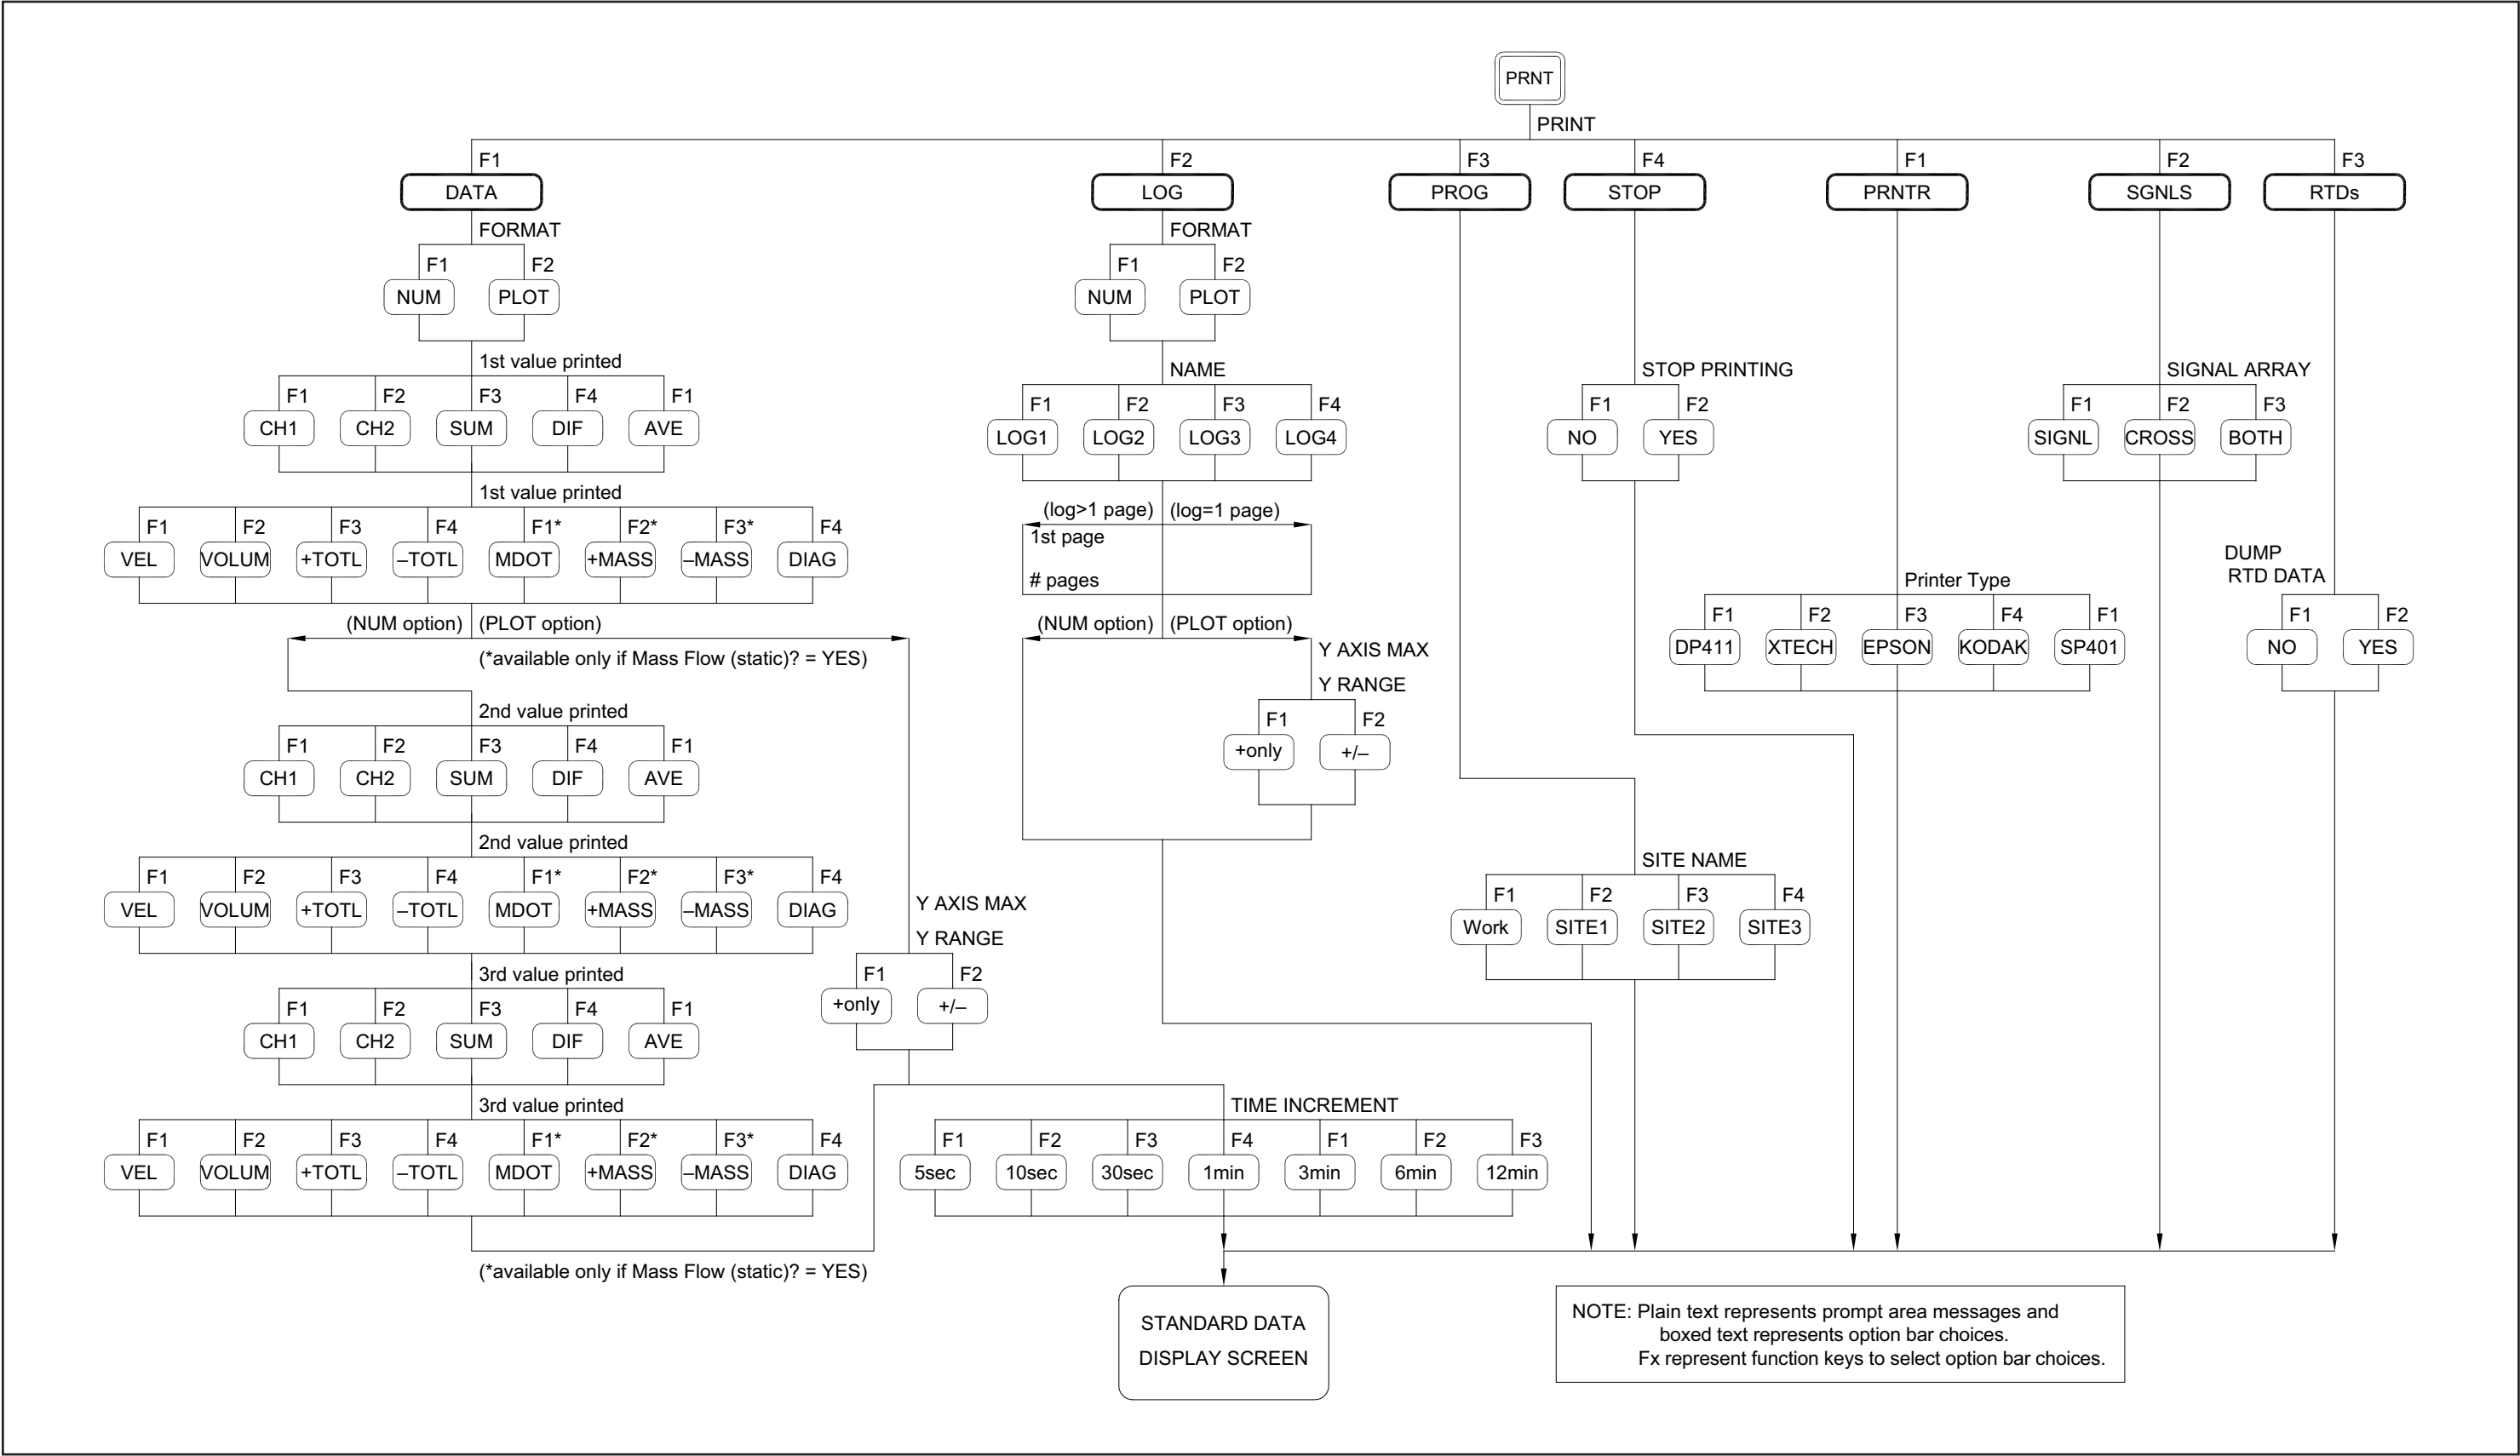 PRNT
PRINT
F1 F2 F3 F4 F1 F2 F3
DATA LOG PROG STOP PRNTR SGNLS RTDs
FORMAT FORMAT
F1 F2 F1 F2
NUM PLOT NUM PLOT
1st value printed NAME STOP PRINTING SIGNAL ARRAY
F1 F2 F3 F4 F1 F1 F2 F3 F4 F1 F2 F1 F2 F3
CH1 CH2 SUM DIF AVE LOG1 LOG2 LOG3 LOG4 NO YES SIGNL CROSS BOTH
1st value printed (log>1 page) (log=1 page)
F1 F2 F3 F4 F1* F2* F3* F4 1st page
VEL VOLUM +TOTL –TOTL MDOT +MASS –MASS DIAG # pages
DUMP
RTD DATA
Printer Type
F1 F2 F3 F4 F1 F1 F2
DP411 XTECH EPSON KODAK SP401 NO YES
(NUM option) (PLOT option) (NUM option) (PLOT option)
(*available only if Mass Flow (static)? = YES) Y AXIS MAX
Y RANGE
2nd value printed F1 F2
+only +/–
F1 F2 F3 F4 F1
CH1 CH2 SUM DIF AVE
2nd value printed SITE NAME
F1 F2 F3 F4 F1* F2* F3* F4 F1 F2 F3 F4
VEL VOLUM +TOTL –TOTL MDOT +MASS –MASS DIAG Work SITE1 SITE2 SITE3
Y AXIS MAX
Y RANGE
3rd value printed F1 F2
+only +/–
F1 F2 F3 F4 F1
CH1 CH2 SUM DIF AVE
3rd value printed TIME INCREMENT
F1 F2 F3 F4 F1* F2* F3* F4 F1 F2 F3 F4 F1 F2 F3
VEL VOLUM +TOTL –TOTL MDOT +MASS –MASS DIAG 5sec 10sec 30sec 1min 3min 6min 12min
(*available only if Mass Flow (static)? = YES)
STANDARD DATA
DISPLAY SCREEN
NOTE: Plain text represents prompt area messages and
boxed text represents option bar choices.
Fx represent function keys to select option bar choices.